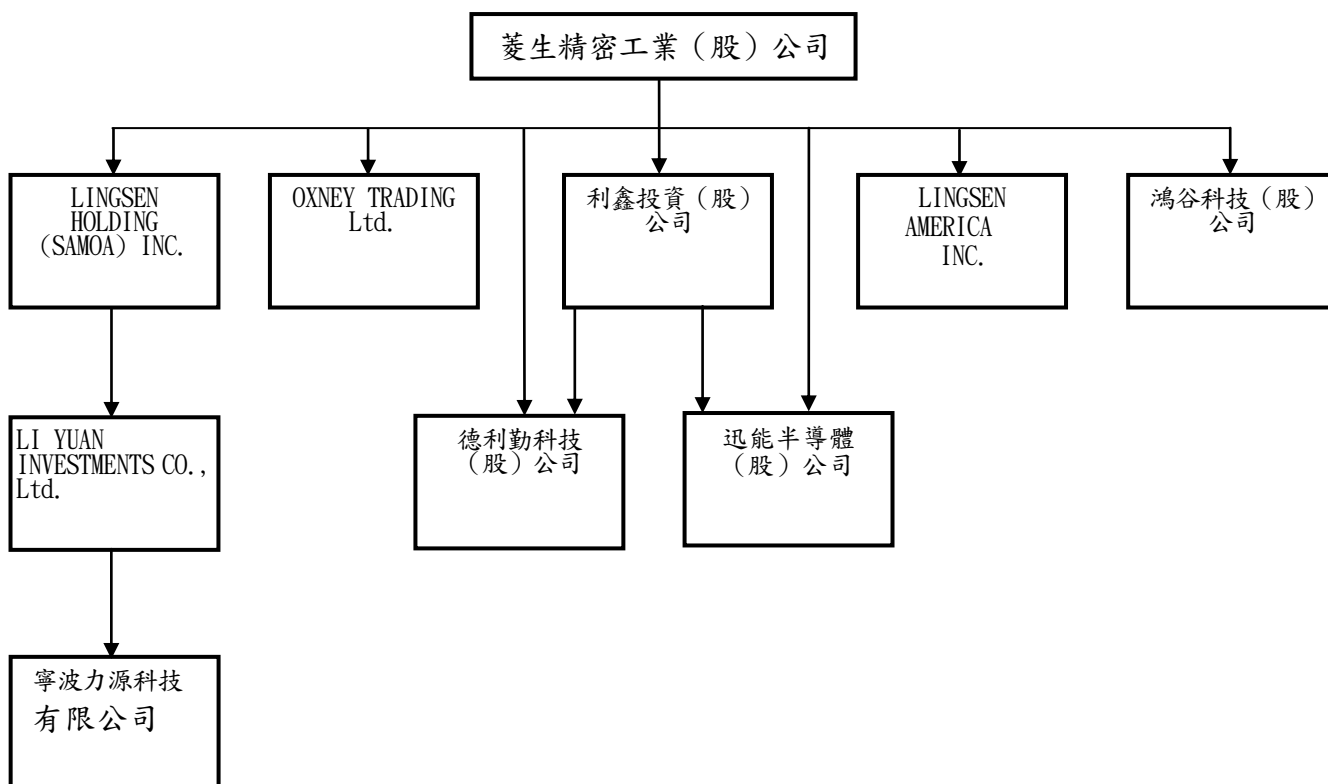 菱生精密工業（股）公司
LINGSEN
HOLDING
(SAMOA) INC.
OXNEY TRADING
Ltd.
利鑫投資（股）
公司
LINGSEN
AMERICA
INC.
鴻谷科技（股）
公司
LI YUAN
INVESTMENTS CO.,
Ltd.
德利勤科技
（股）公司
迅能半導體
（股）公司
寧波力源科技
有限公司